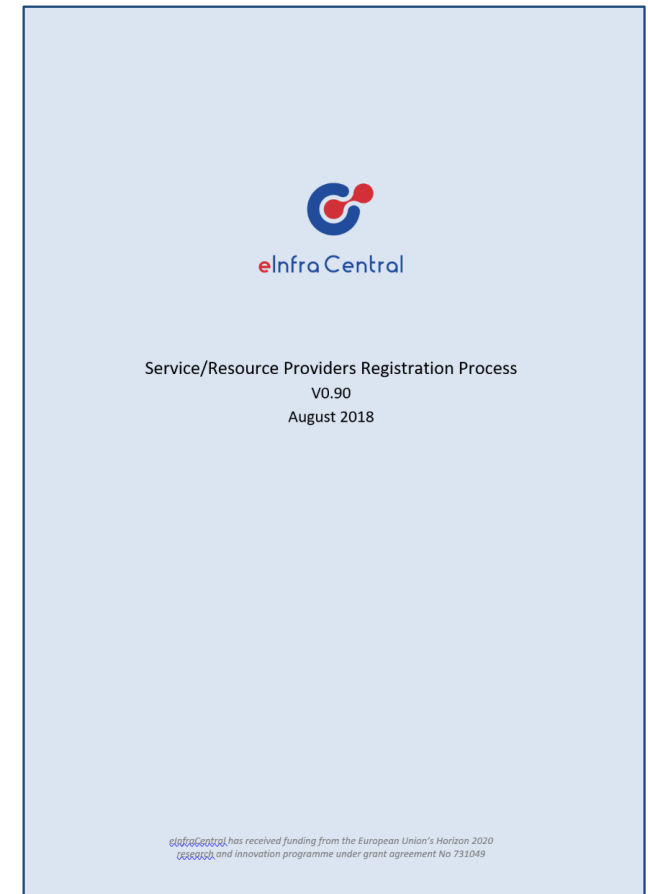 eInfra Central
Service/Resource Providers Registration Process
V0.90
August 2018
eInfraCentral has received funding from the European Union's Horizon 2020
research and innovation programme under grant agreement No 731049